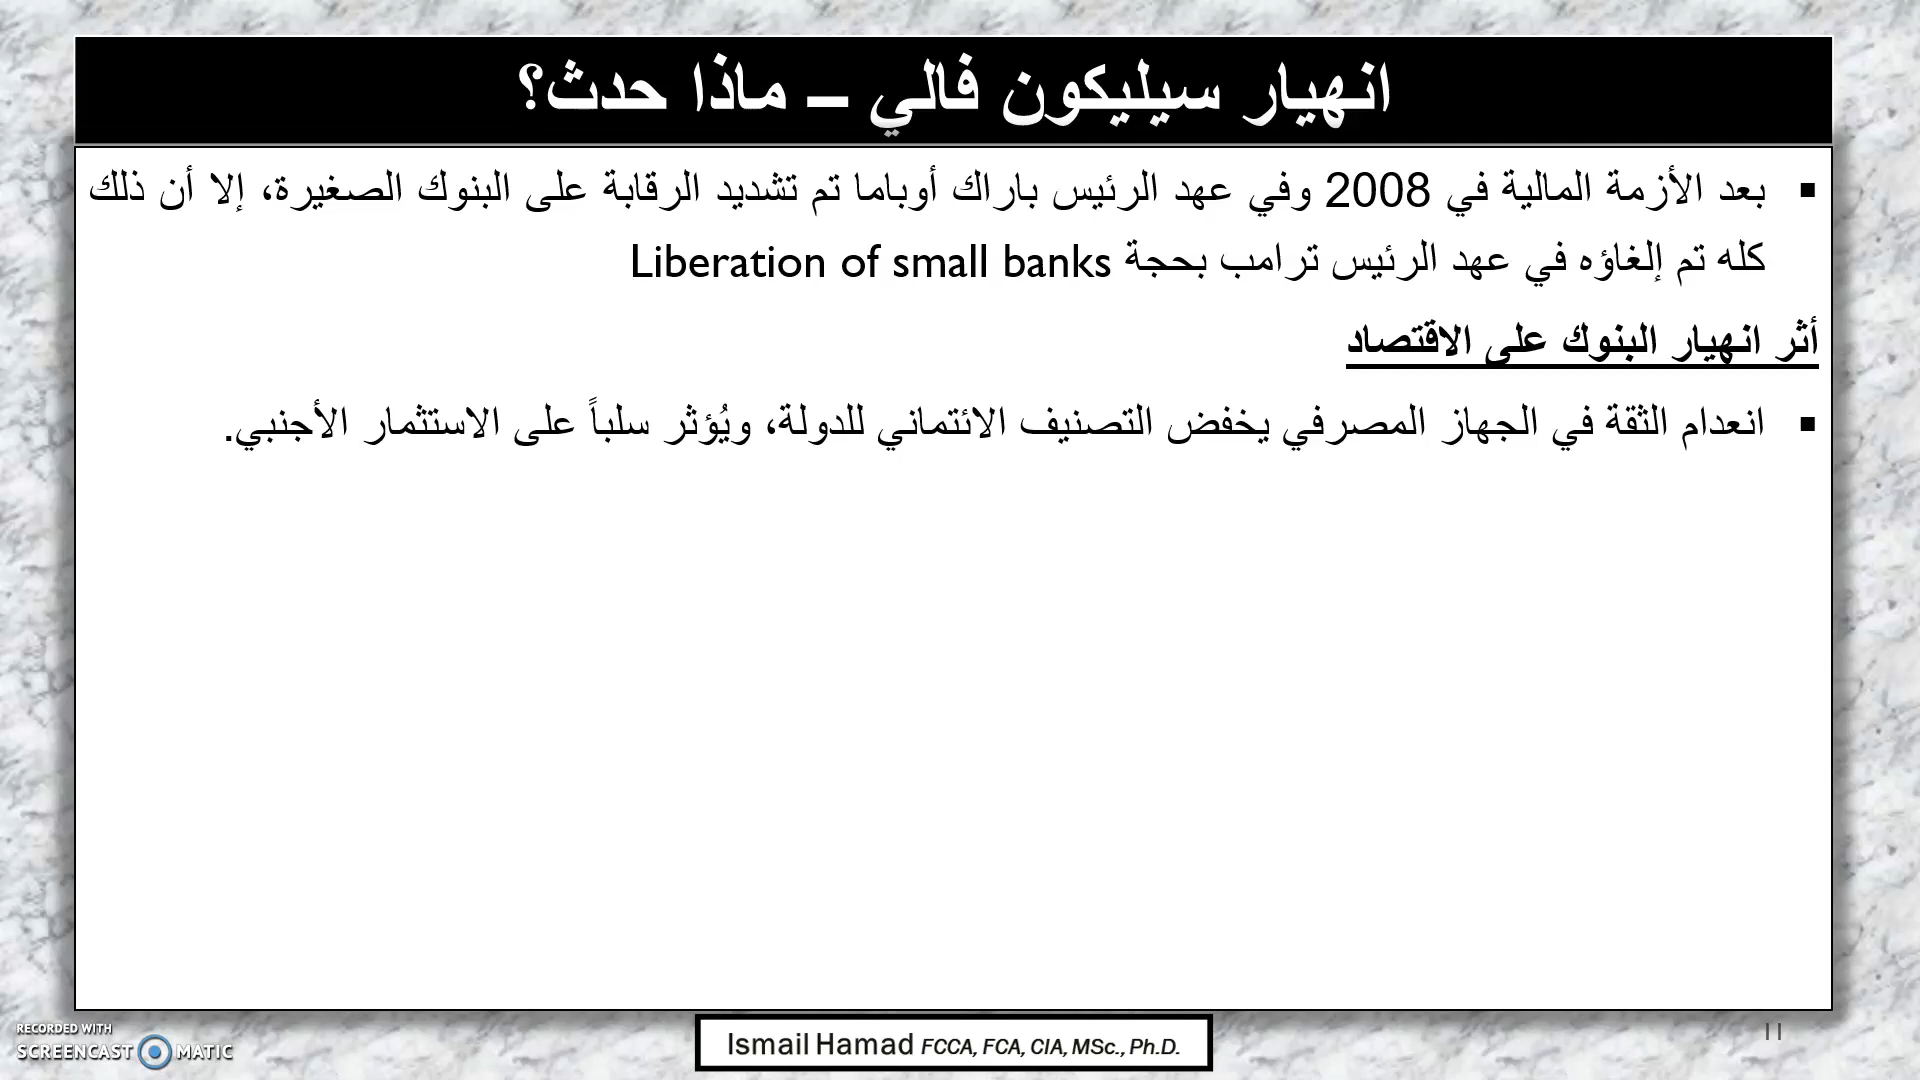 انهيار سيليكون فالي – ماذا حدث؟
▪ بعد الأزمة المالية في 2008 وفي عهد الرئيس باراك أوباما تم تشديد الرقابة على البنوك الصغيرة، إلا أن ذلك
كله تم إلغاؤه في عهد الرئيس ترامب بحجة Liberation of small banks
أثر انهيار البنوك على الاقتصاد
▪ انعدام الثقة في الجهاز المصرفي يخفض التصنيف الائتماني للدولة، ويُؤثر سلباً على الاستثمار الأجنبي.
Ismail Hamad FCCA, FCA, CIA, MSc., Ph.D.
11
RECORDED WITH
SCREENCAST MATIC